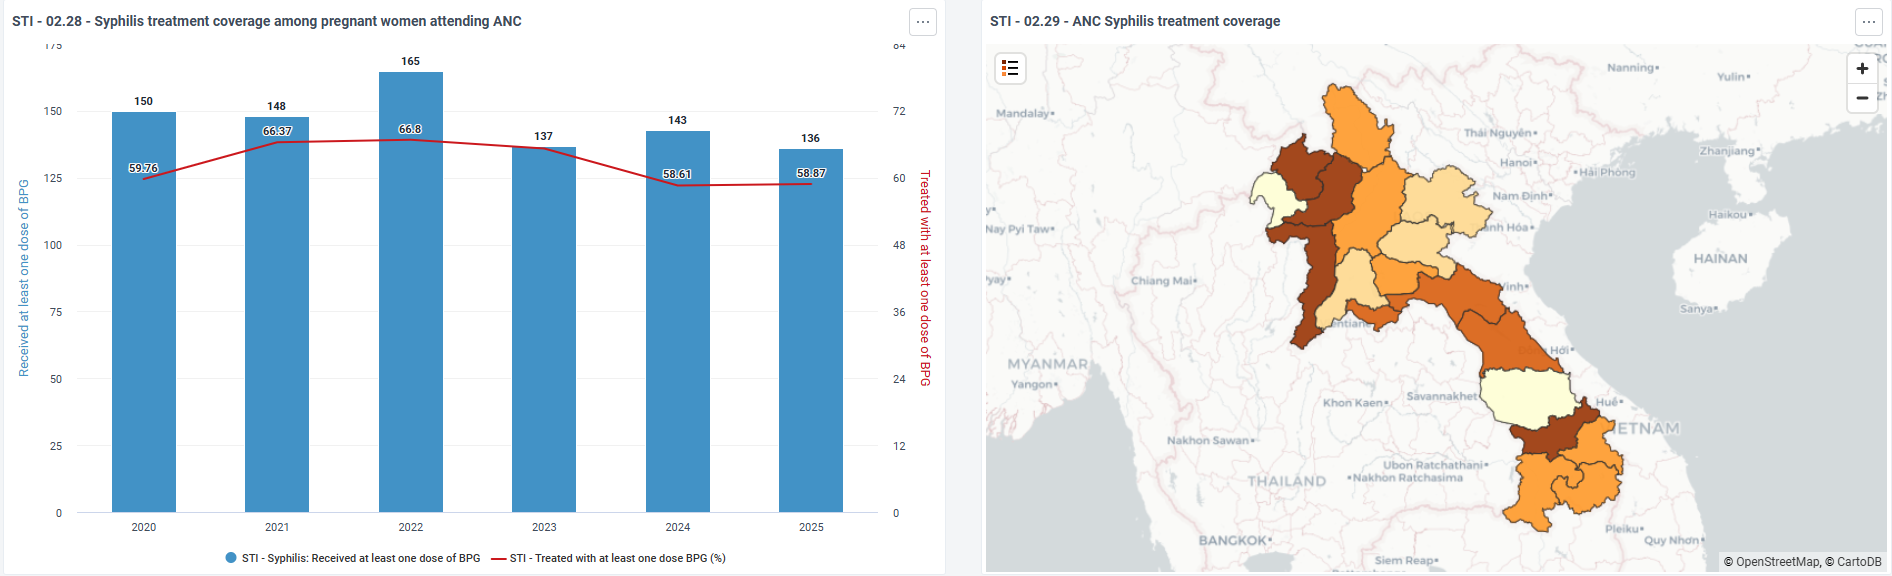 STI - 02.28 - Syphilis treatment coverage among pregnant women attending ANC
...
175
150
125
100
75
50
25
0
Received at least one dose of BPG
84
72
60
48
36
24
12
0
Treated with at least one dose of BPG
150
148
165
137
143
136
59.76
66.37
66.8
58.61
58.87
2020
2021
2022
2023
2024
2025
STI - Syphilis: Received at least one dose of BPG
STI - Treated with at least one dose BPG (%)
STI - 02.29 - ANC Syphilis treatment coverage
...
+
−
Nanning
Yulin
Mandalay
Thái Nguyên
Zhanjiang
Hanoi
Hải Phòng
Nam Định
Haikou
Nay Pyi Taw
anh Hóa
HAINAN
Chiang Mai
yay
Vinh
Sanya
entiane
Đồng Hới
MYANMAR
Yangon
Khon Kaen
Savannakhet
Huế
IETNAM
Nakhon Sawan
Ubon Ratchathani
Nakhon Ratchasima
THAILAND
Pleiku
Quy Nhơn
BANGKOK
Siem Reap
© OpenStreetMap, © CartoDB